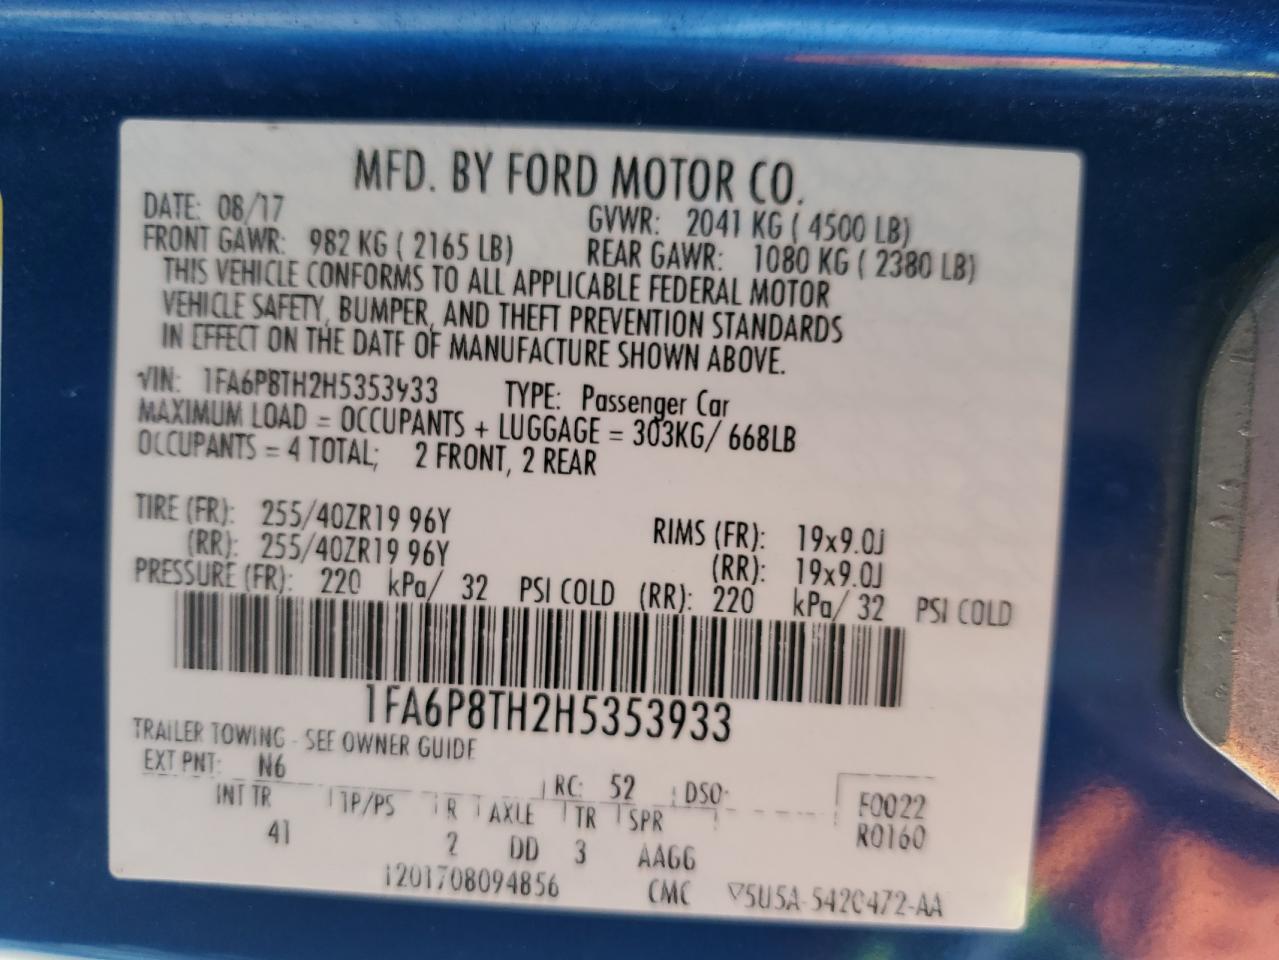 MFD. BY FORD MOTOR CO.
DATE: 08/17 GVWR: 2041 KG ( 4500 LB)
FRONT GAWR: 982 KG ( 2165 LB) REAR GAWR: 1080 KG ( 2380 LB)
THIS VEHICLE CONFORMS TO ALL APPLICABLE FEDERAL MOTOR
VEHICLE SAFETY, BUMPER, AND THEFT PREVENTION STANDARDS
IN EFFECT ON THE DATE OF MANUFACTURE SHOWN ABOVE.
VIN: 1FA6P8TH2H5353933 TYPE: Passenger Car
MAXIMUM LOAD = OCCUPANTS + LUGGAGE = 303KG/ 668LB
OCCUPANTS = 4 TOTAL; 2 FRONT, 2 REAR
TIRE (FR): 255/40ZR19 96Y RIMS (FR): 19x9.0J
(RR): 255/40ZR19 96Y (RR): 19x9.0J
PRESSURE (FR): 220 kPa/ 32 PSI COLD (RR): 220 kPa/ 32 PSI COLD
1FA6P8TH2H5353933
TRAILER TOWING - SEE OWNER GUIDE
EXT PNT: N6 RC: 52 DSO: F0022
INT TR TP/PS R AXLE TR SPR R0160
41 2 DD 3 AAGG
1201708094856 CMC 5U5A-5420472-AA